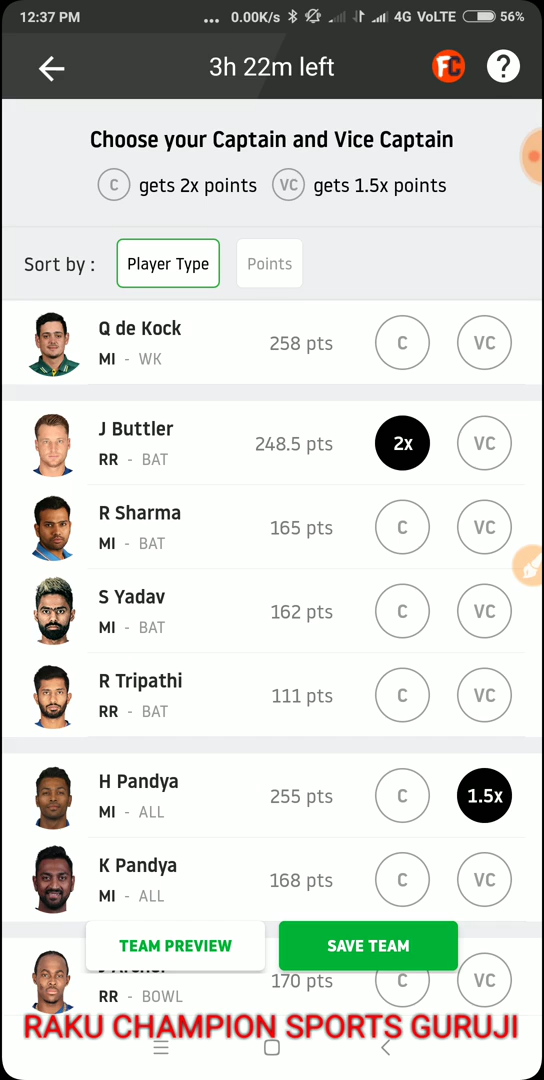 12:37 PM ... 0.00K/s 4G VoLTE 56%
3h 22m left FC ?
Choose your Captain and Vice Captain
C gets 2x points VC gets 1.5x points
Sort by : Player Type Points
Q de Kock
MI - WK 258 pts C VC
J Buttler
RR - BAT 248.5 pts 2x VC
R Sharma
MI - BAT 165 pts C VC
S Yadav
MI - BAT 162 pts C VC
R Tripathi
RR - BAT 111 pts C VC
H Pandya
MI - ALL 255 pts C 1.5x
K Pandya
MI - ALL 168 pts C VC
TEAM PREVIEW SAVE TEAM
RR - BOWL 170 pts C VC
RAKU CHAMPION SPORTS GURUJI